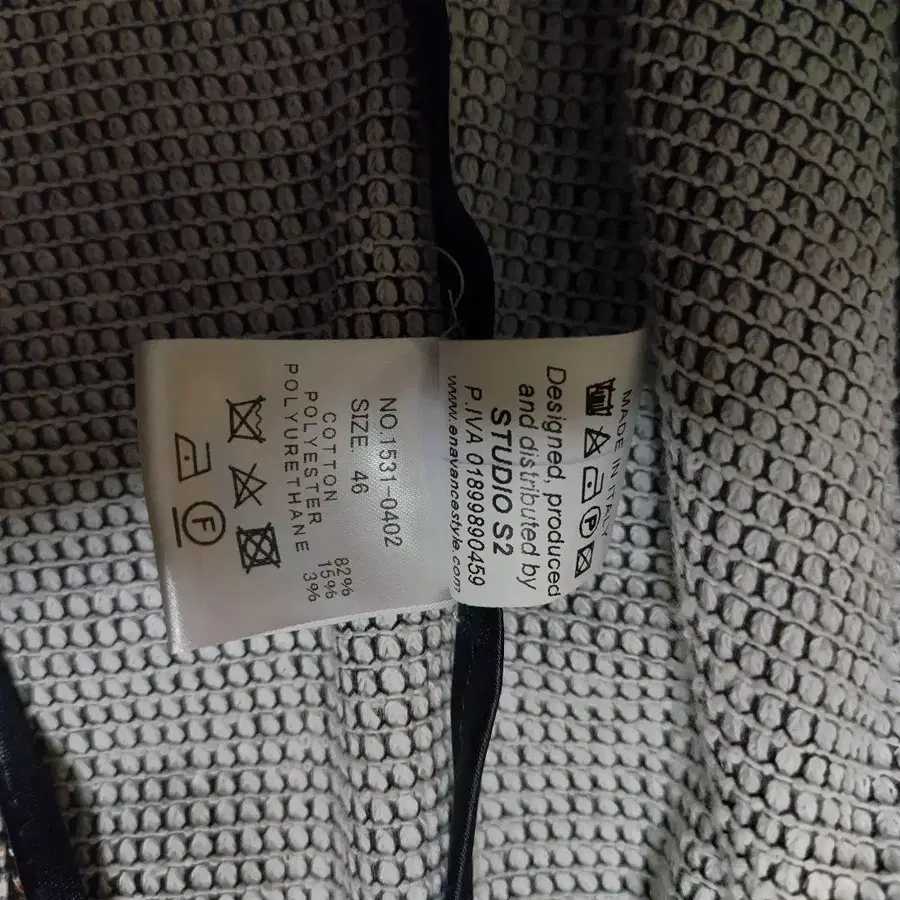 NO.1531-0402
SIZE 46
COTTON 82%
POLYESTER 15%
POLYURETHANE 3%
F
MADE IN ITALY
P
Designed, produced
and distributed by
STUDIO S2
P.IVA 01899890459
www.enavancestyle.com